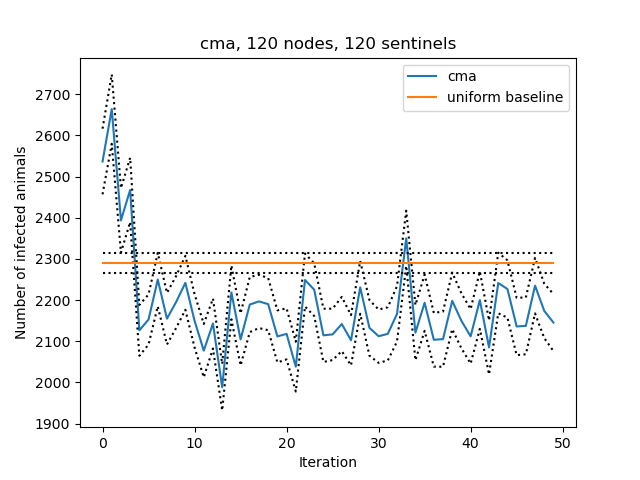 cma, 120 nodes, 120 sentinels
cma
uniform baseline
Number of infected animals
2700
2600
2500
2400
2300
2200
2100
2000
1900
0 10 20 30 40 50
Iteration